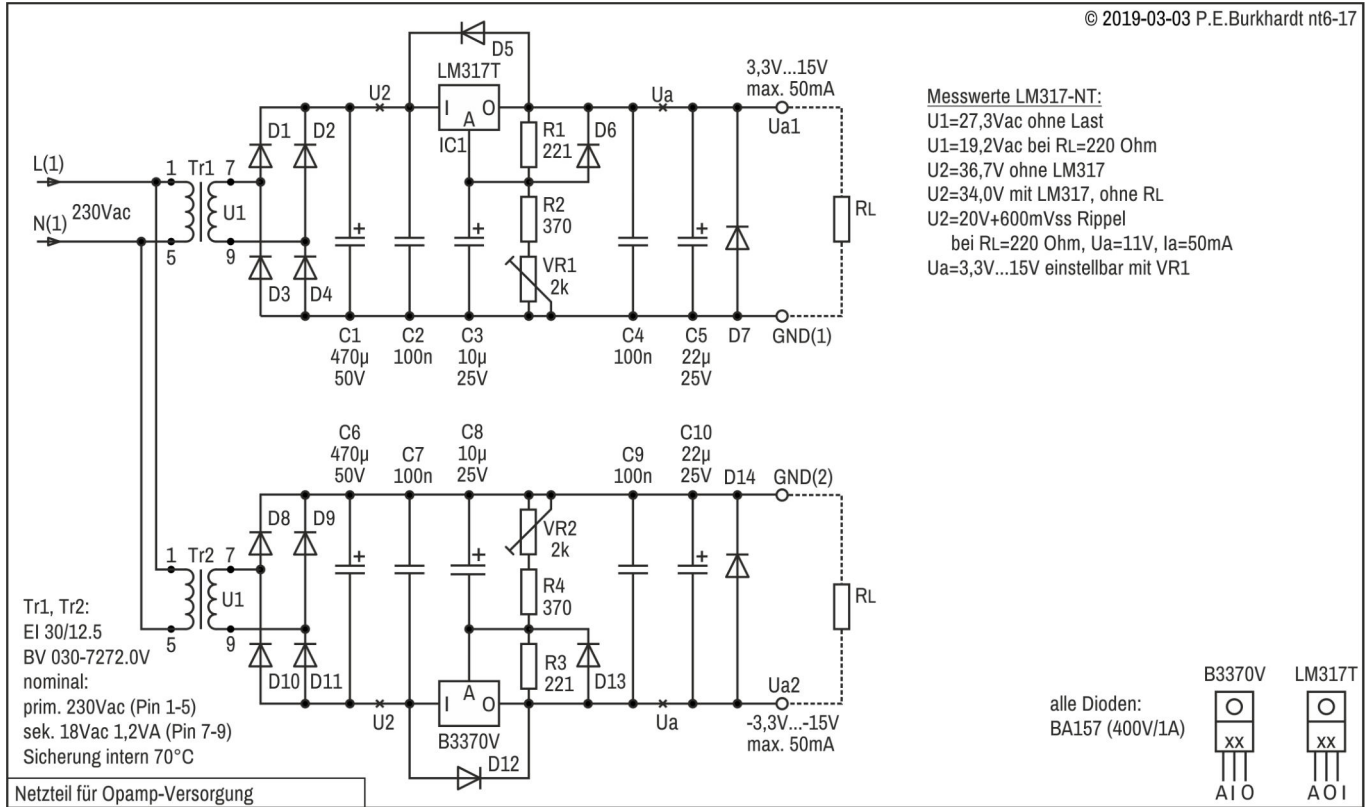 © 2019-03-03 P.E.Burkhardt nt6-17
D5
LM317T
U2
I
O
A
IC1
Ua
3,3V...15V
max. 50mA
Ua1
D1
D2
R1
221
D6
L(1)
1
Tr1
7
230Vac
U1
N(1)
5
9
R2
370
RL
VR1
2k
D3
D4
C1
470µ
50V
C2
100n
C3
10µ
25V
C4
100n
C5
22µ
25V
D7
GND(1)
+
+
+
Messwerte LM317-NT:
U1=27,3Vac ohne Last
U1=19,2Vac bei RL=220 Ohm
U2=36,7V ohne LM317
U2=34,0V mit LM317, ohne RL
U2=20V+600mVss Rippel
bei RL=220 Ohm, Ua=11V, Ia=50mA
Ua=3,3V...15V einstellbar mit VR1
C6
470µ
50V
C7
100n
C8
10µ
25V
C9
100n
C10
22µ
25V
D14
GND(2)
D8
D9
VR2
2k
+
+
+
1
Tr2
7
U1
5
9
R4
370
RL
R3
221
D13
D10
D11
U2
I
A
O
B3370V
D12
Ua
Ua2
-3,3V...-15V
max. 50mA
Tr1, Tr2:
EI 30/12.5
BV 030-7272.0V
nominal:
prim. 230Vac (Pin 1-5)
sek. 18Vac 1,2VA (Pin 7-9)
Sicherung intern 70°C
alle Dioden:
BA157 (400V/1A)
B3370V
XX
A I O
LM317T
XX
A O I
Netzteil für Opamp-Versorgung